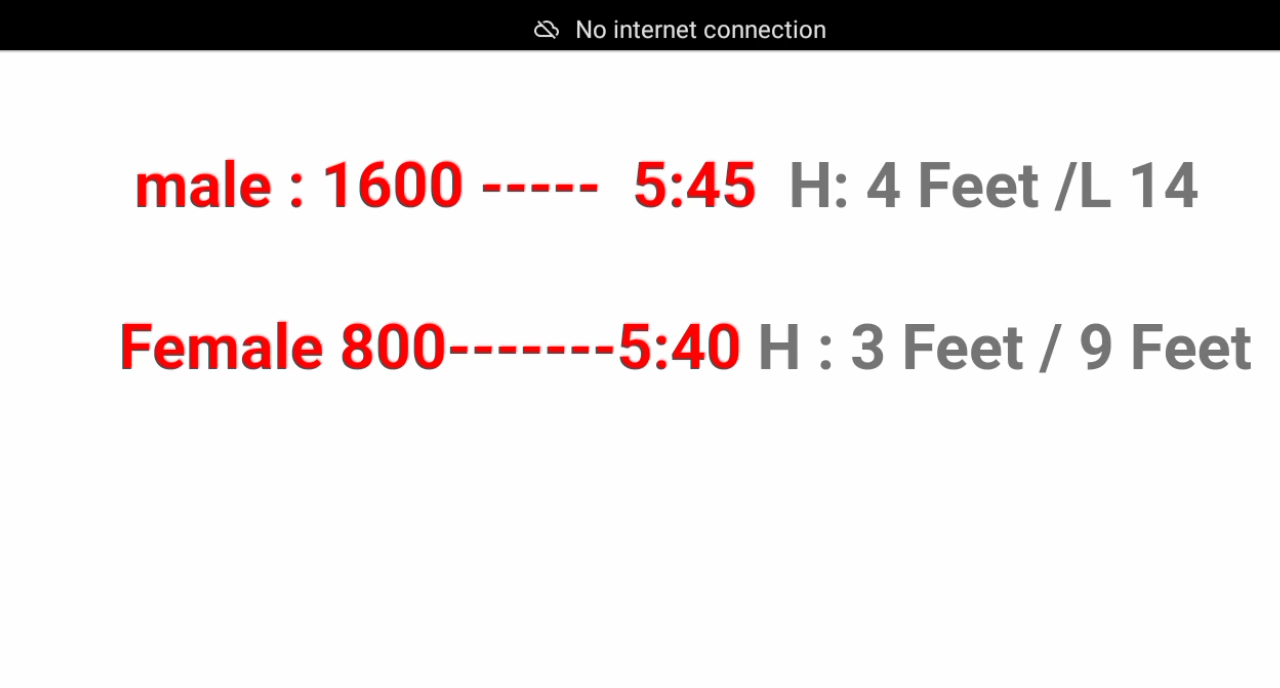 No internet connection
male : 1600 ----- 5:45 H: 4 Feet /L 14
Female 800-------5:40 H : 3 Feet / 9 Feet